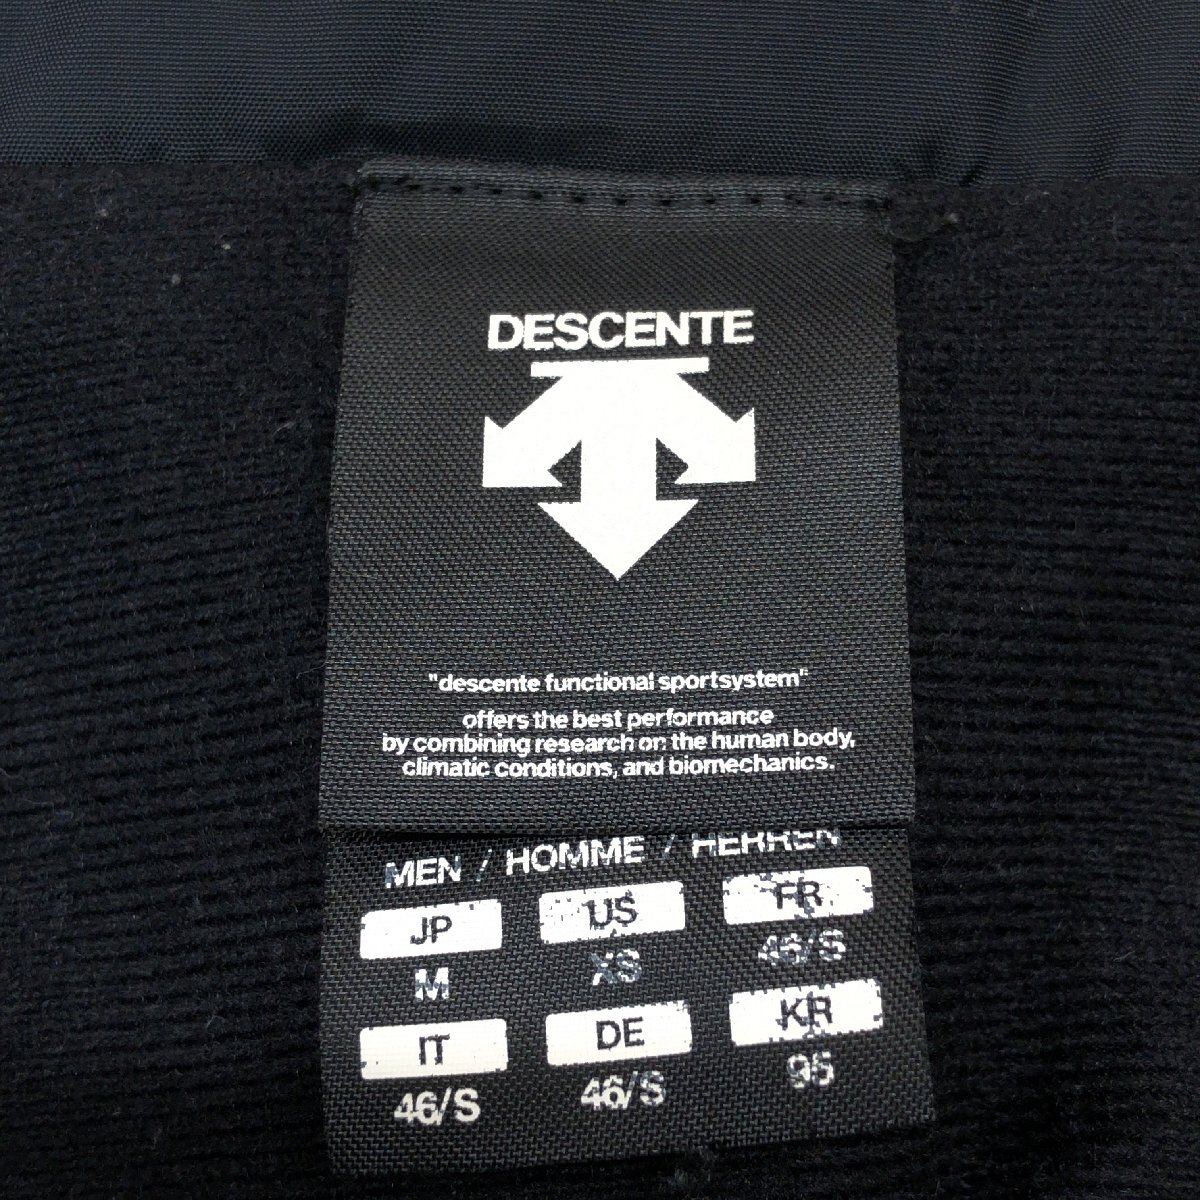 DESCENTE
"descente functional sportsystem"
offers the best performance
by combining research on the human body,
climatic conditions, and biomechanics.
MEN / HOMME / HERREN
JP US FR
M XS 46/S
IT DE KR
46/S 46/S 95